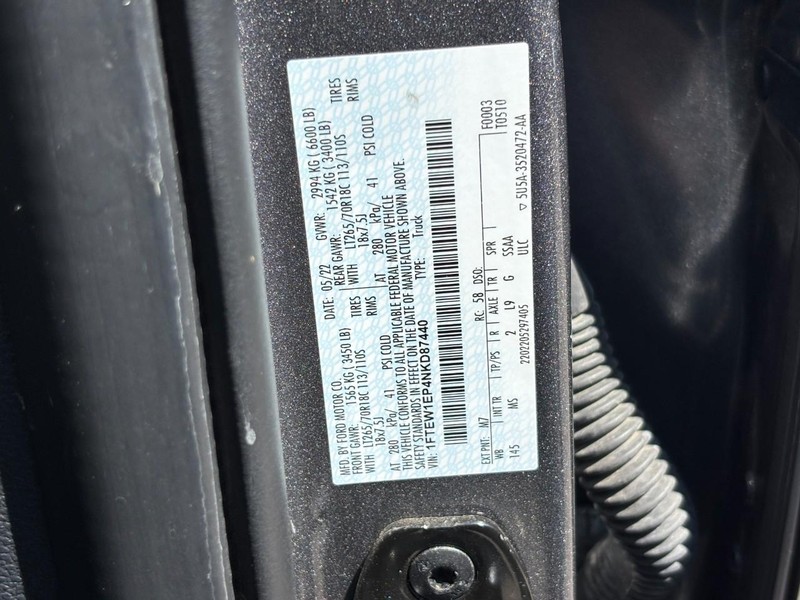 MFD. BY FORD MOTOR CO. DATE: 05/22 GVWR: 2994 KG ( 6600 LB)
FRONT GAWR: 1565 KG ( 3450 LB) REAR GAWR: 1542 KG ( 3400 LB)
WITH LT265/70R18C 113/110S TIRES WITH LT265/70R18C 113/110S TIRES
18x7.5J RIMS 18x7.5J RIMS
AT 280 kPa/ 41 PSI COLD AT 280 kPa/ 41 PSI COLD
THIS VEHICLE CONFORMS TO ALL APPLICABLE FEDERAL MOTOR VEHICLE
SAFETY STANDARDS IN EFFECT ON THE DATE OF MANUFACTURE SHOWN ABOVE.
VIN: 1FTEW1EP4NKD87440 TYPE: Truck
EXT PNT: M7 RC: 58 DSO: F0003
WB INT TR TP/PS R AXLE TR SPR T0510
145 MS 2 L9 G SSAA
2202205297405 ULC ▽ 5U5A-3520472-AA